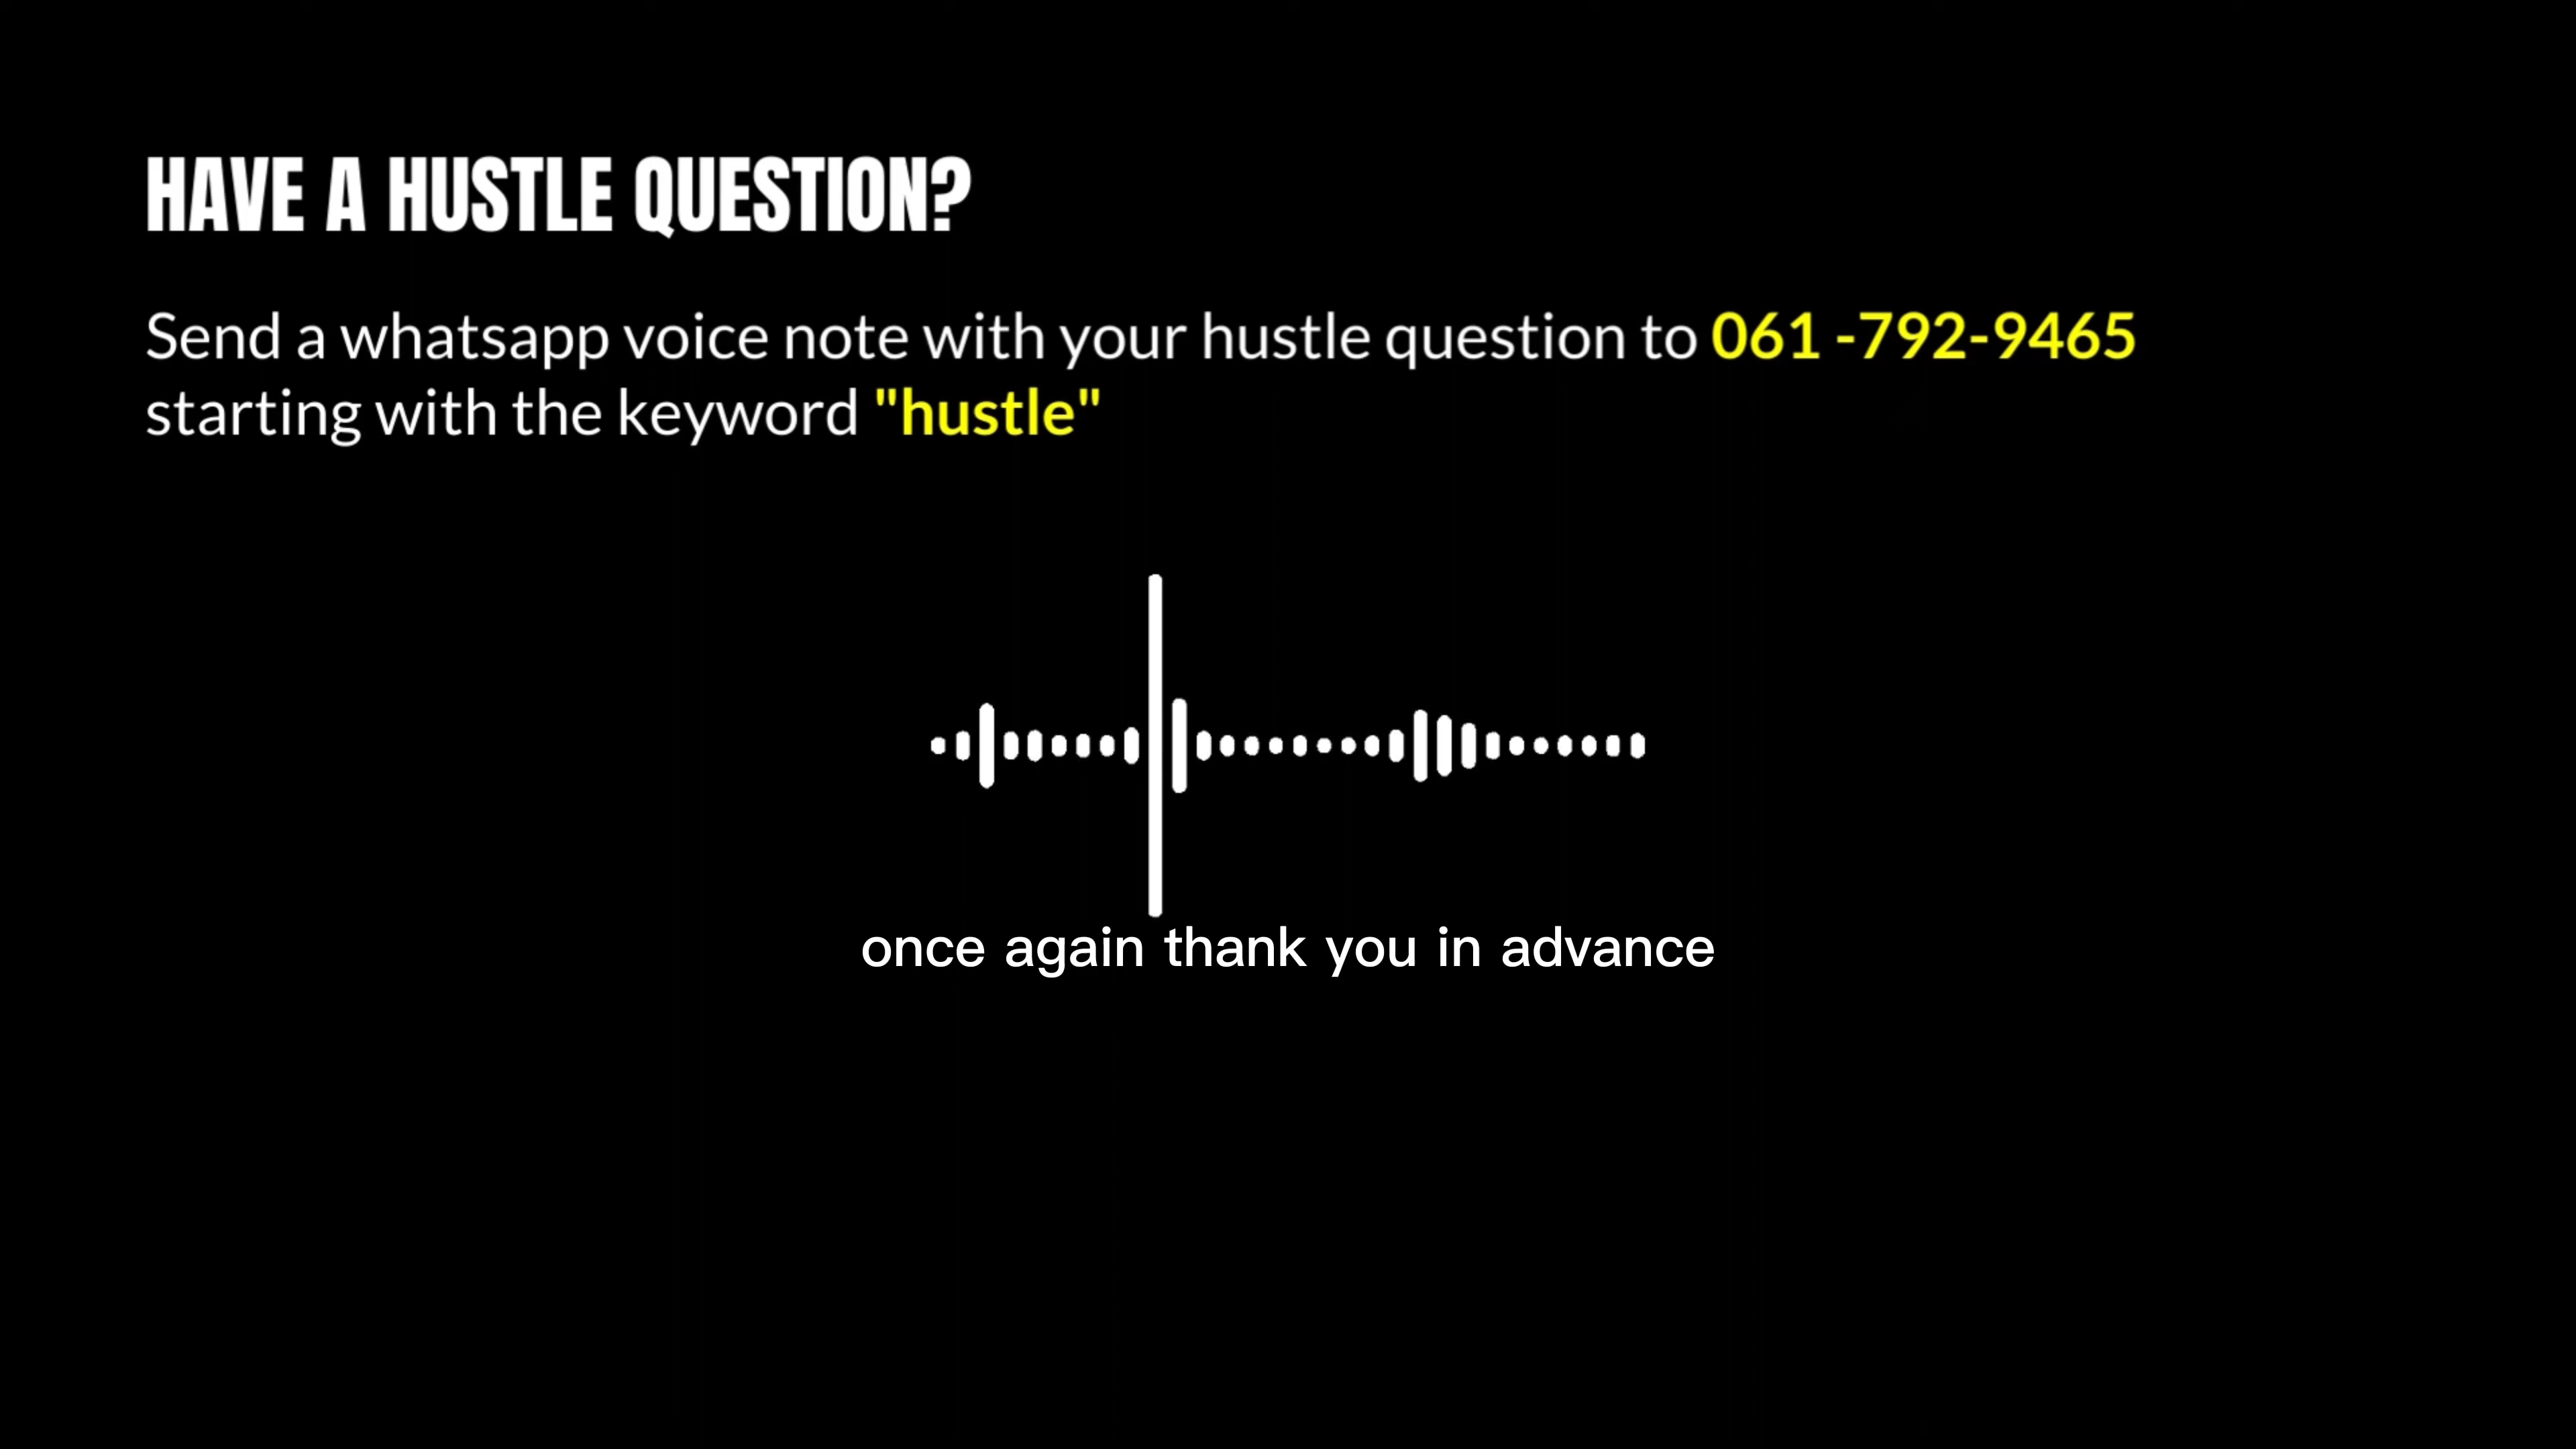 HAVE A HUSTLE QUESTION?
Send a whatsapp voice note with your hustle question to 061 -792-9465
starting with the keyword "hustle"
once again thank you in advance